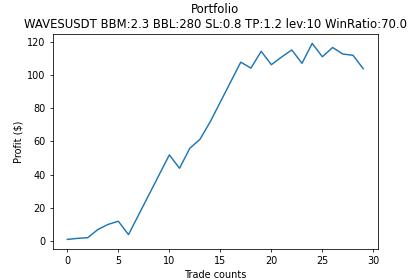 Portfolio
WAVESUSDT BBM:2.3 BBL:280 SL:0.8 TP:1.2 lev:10 WinRatio:70.0
120
100
80
60
40
20
0
Profit ($)
0 5 10 15 20 25 30
Trade counts